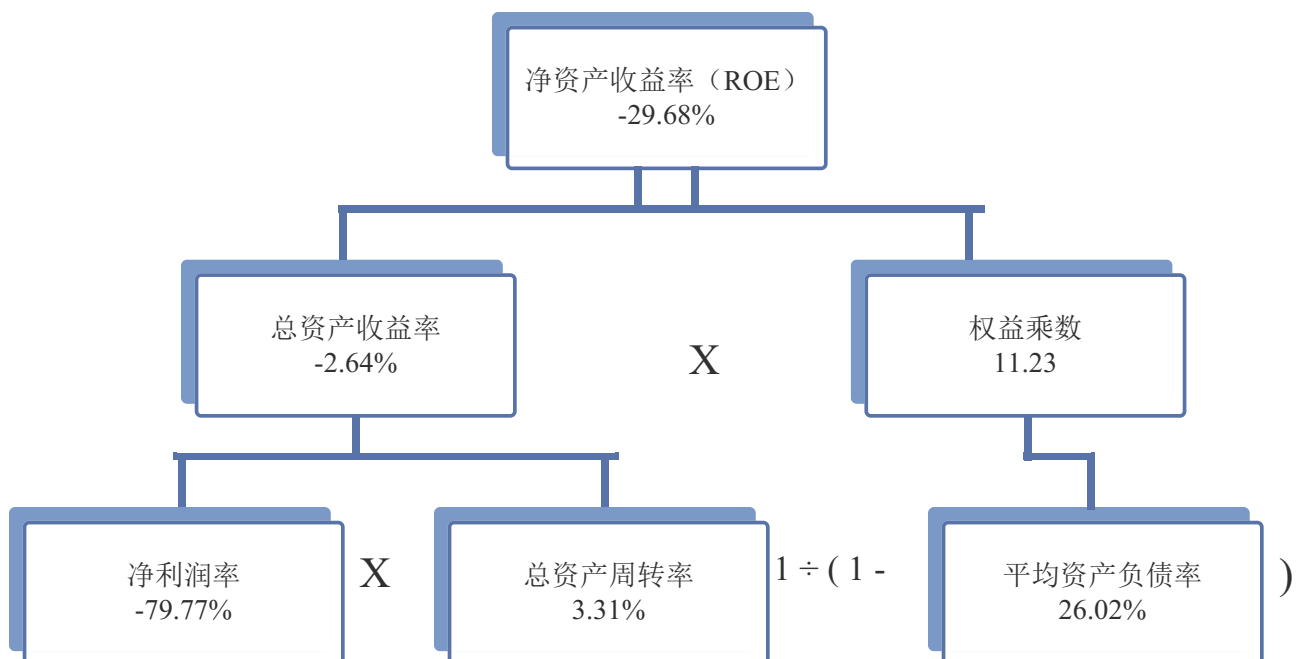 净资产收益率（ROE）
-29.68%
总资产收益率
-2.64%
X
权益乘数
11.23
净利润率
-79.77%
X
总资产周转率
3.31%
1 ÷ ( 1 -
平均资产负债率
26.02%
)